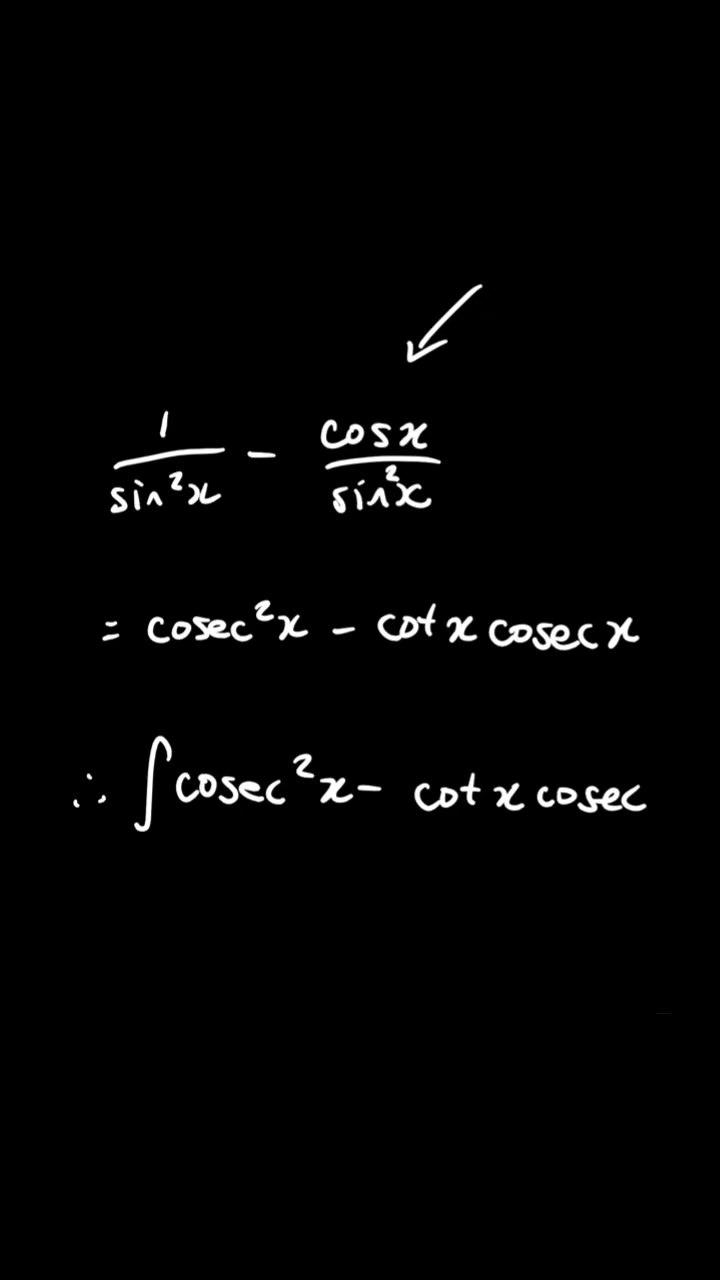 1/sin²x − cosx/sin²x
= cosec²x − cotx cosecx
∴ ∫cosec²x− cotx cosec